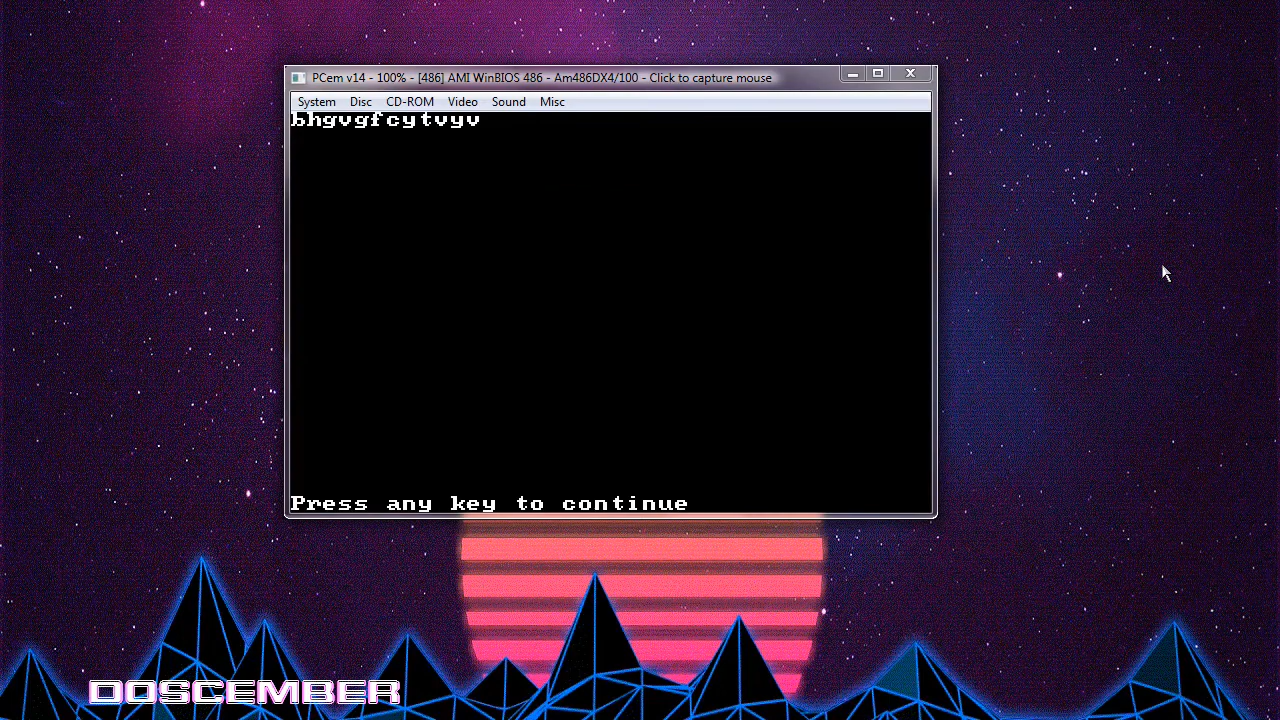 PCem v14 - 100% - [486] AMI WinBIOS 486 - Am486DX4/100 - Click to capture mouse
System Disc CD-ROM Video Sound Misc
bhgvgfcytvyv
Press any key to continue
DOSCEMBER